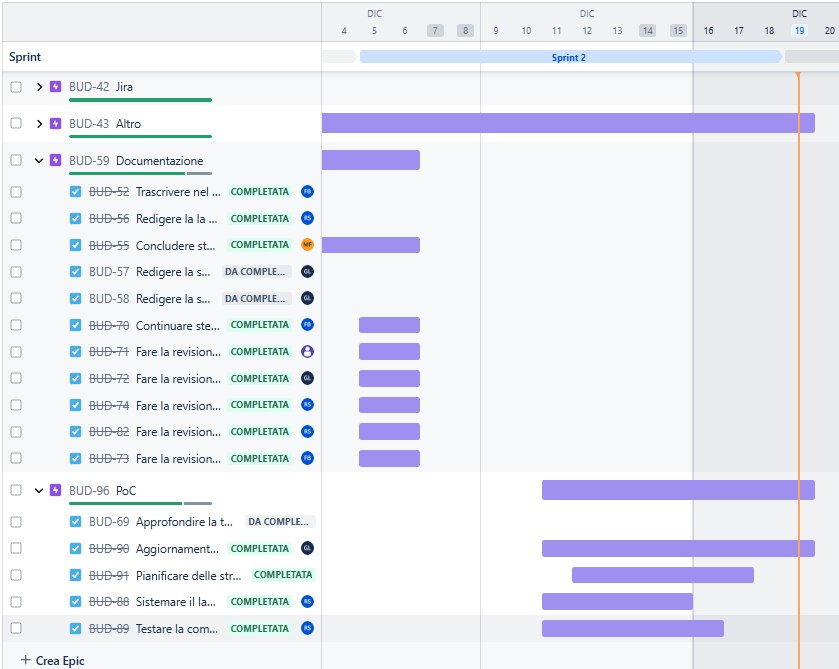 DIC DIC DIC
4 5 6 7 8 9 10 11 12 13 14 15 16 17 18 19 20
Sprint Sprint 2
BUD-42 Jira
BUD-43 Altro
BUD-59 Documentazione
BUD-52 Trascrivere nel ... COMPLETATA FB
BUD-56 Redigere la la ... COMPLETATA RS
BUD-55 Concludere st... COMPLETATA MF
BUD-57 Redigere la s... DA COMPLE... GL
BUD-58 Redigere la s... DA COMPLE... GL
BUD-70 Continuare ste... COMPLETATA FB
BUD-71 Fare la revision... COMPLETATA
BUD-72 Fare la revision... COMPLETATA GL
BUD-74 Fare la revision... COMPLETATA RS
BUD-82 Fare la revision... COMPLETATA RS
BUD-73 Fare la revision... COMPLETATA FB
BUD-96 PoC
BUD-69 Approfondire la t... DA COMPLE...
BUD-90 Aggiornament... COMPLETATA GL
BUD-91 Pianificare delle str... COMPLETATA
BUD-88 Sistemare il la... COMPLETATA RS
BUD-89 Testare la com... COMPLETATA RS
+ Crea Epic